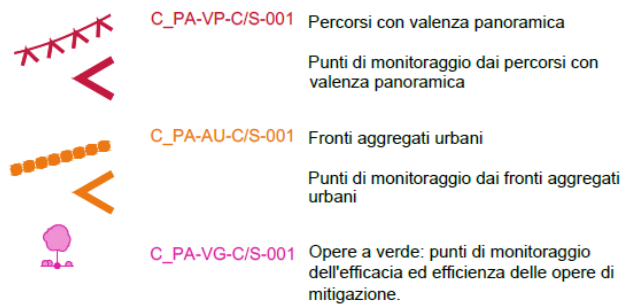 C_PA-VP-C/S-001 Percorsi con valenza panoramica
Punti di monitoraggio dai percorsi con
valenza panoramica
C_PA-AU-C/S-001 Fronti aggregati urbani
Punti di monitoraggio dai fronti aggregati
urbani
C_PA-VG-C/S-001 Opere a verde: punti di monitoraggio
dell'efficacia ed efficienza delle opere di
mitigazione.